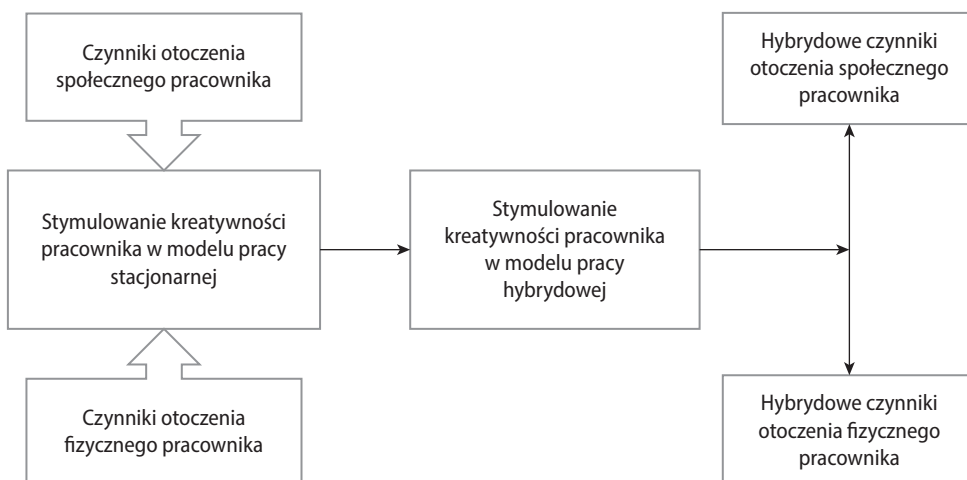 Czynniki otoczenia
społecznego pracownika
Hybrydowe czynniki
otoczenia społecznego
pracownika
Stymulowanie kreatywności
pracownika w modelu pracy
stacjonarnej
Stymulowanie
kreatywności pracownika
w modelu pracy
hybrydowej
Czynniki otoczenia
fizycznego pracownika
Hybrydowe czynniki
otoczenia fizycznego
pracownika